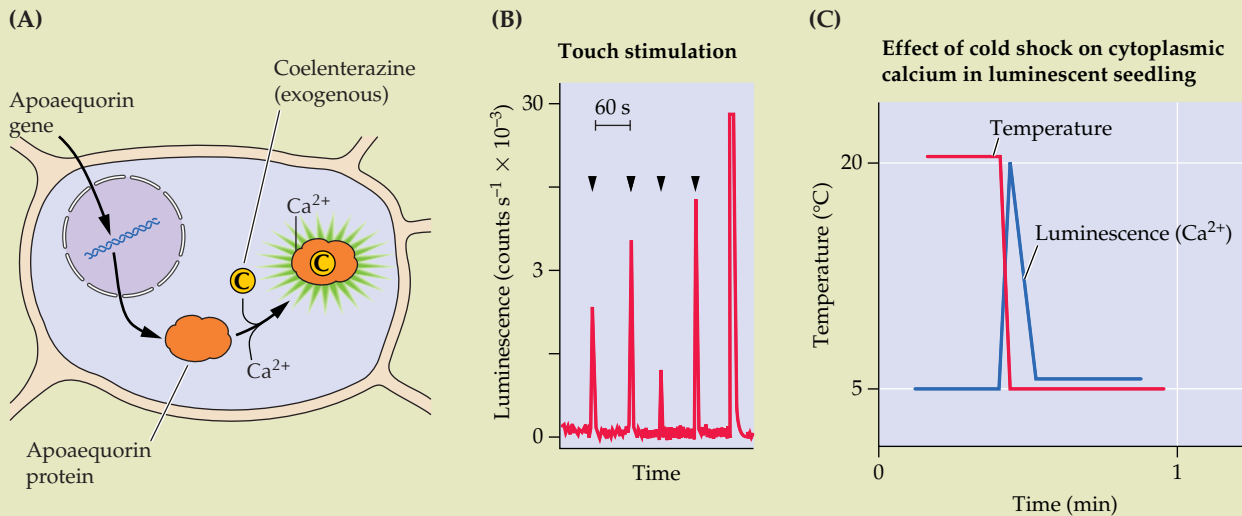 (A)
Apoaequorin
gene
Coelenterazine
(exogenous)
Ca²⁺
C
C
Ca²⁺
Apoaequorin
protein
(B)
Touch stimulation
Luminescence (counts s⁻¹ × 10⁻³)
30
3
0
60 s
Time
(C)
Effect of cold shock on cytoplasmic
calcium in luminescent seedling
Temperature (°C)
20
5
Temperature
Luminescence (Ca²⁺)
0
1
Time (min)